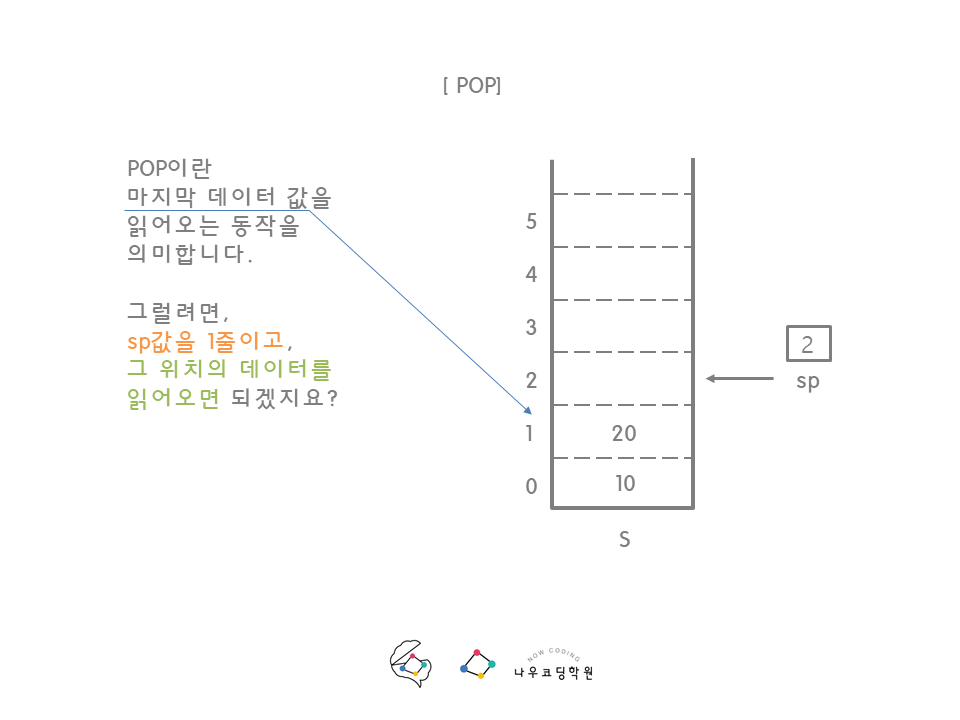 [ POP]
POP이란
마지막 데이터 값을
읽어오는 동작을
의미합니다.
그럴려면,
sp값을 1줄이고,
그 위치의 데이터를
읽어오면 되겠지요?
5
4
3
2
1
0
20
10
S
2
sp
NOW CODING
나우코딩학원